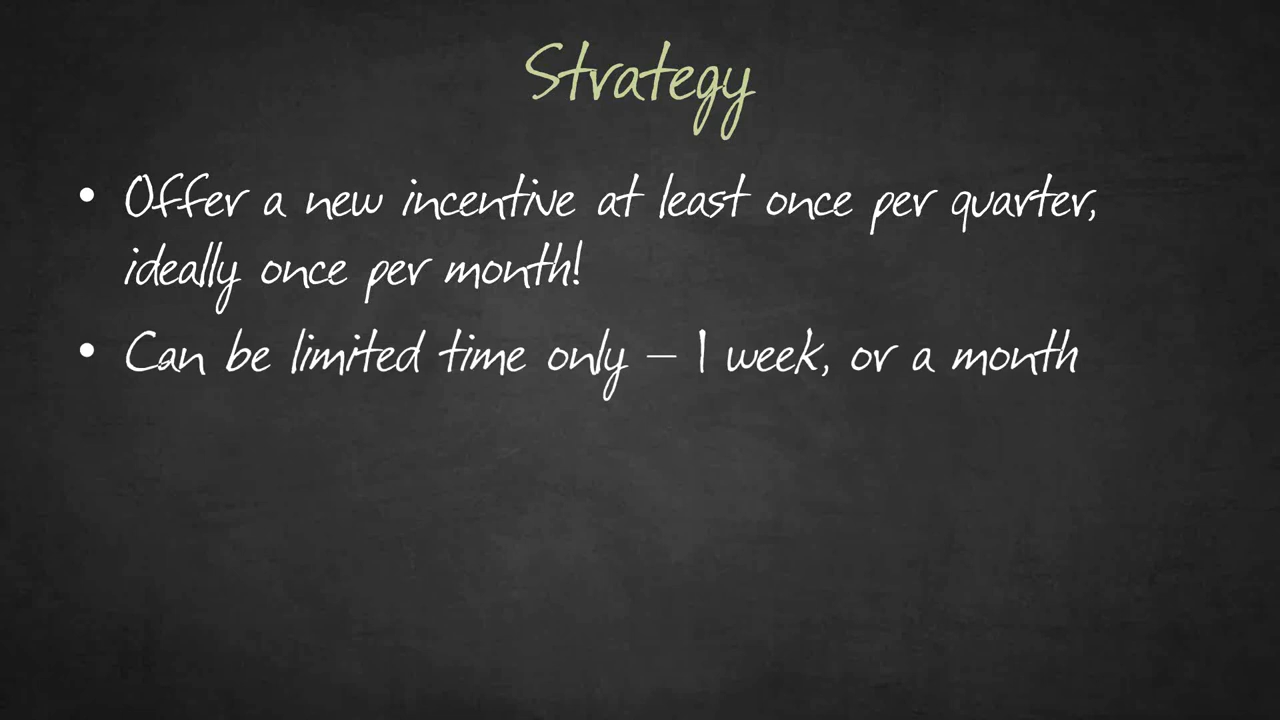 Strategy
• Offer a new incentive at least once per quarter,
ideally once per month!
• Can be limited time only – 1 week, or a month